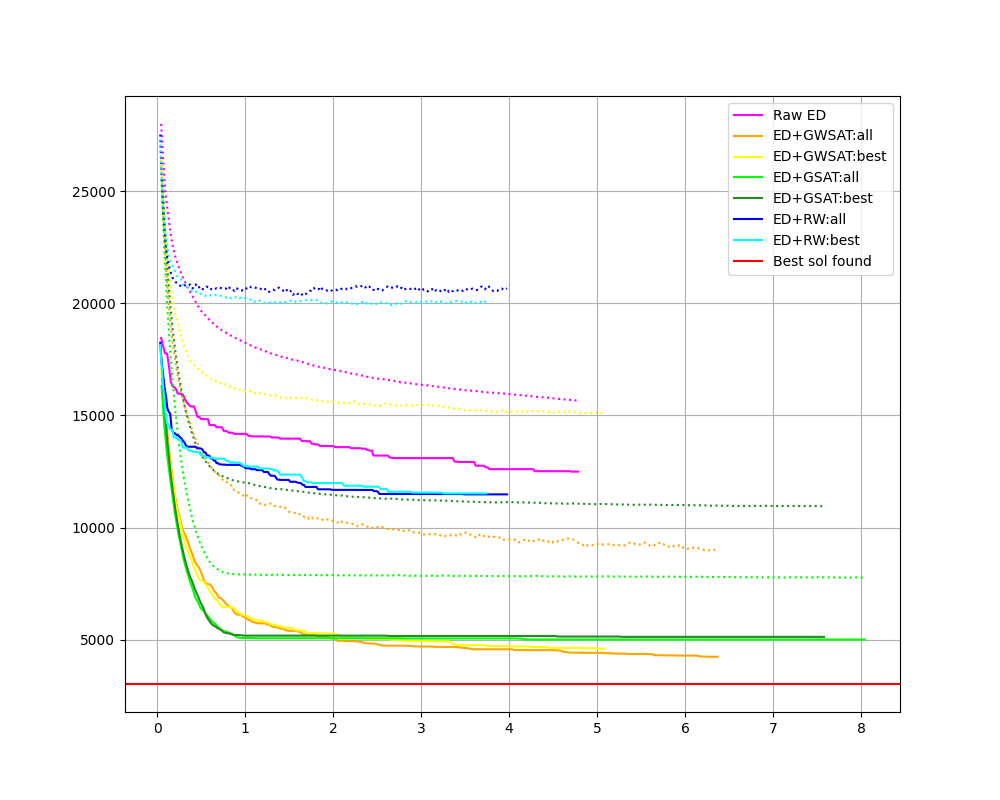 Raw ED
ED+GWSAT:all
ED+GWSAT:best
ED+GSAT:all
ED+GSAT:best
ED+RW:all
ED+RW:best
Best sol found
25000
20000
15000
10000
5000
0 1 2 3 4 5 6 7 8